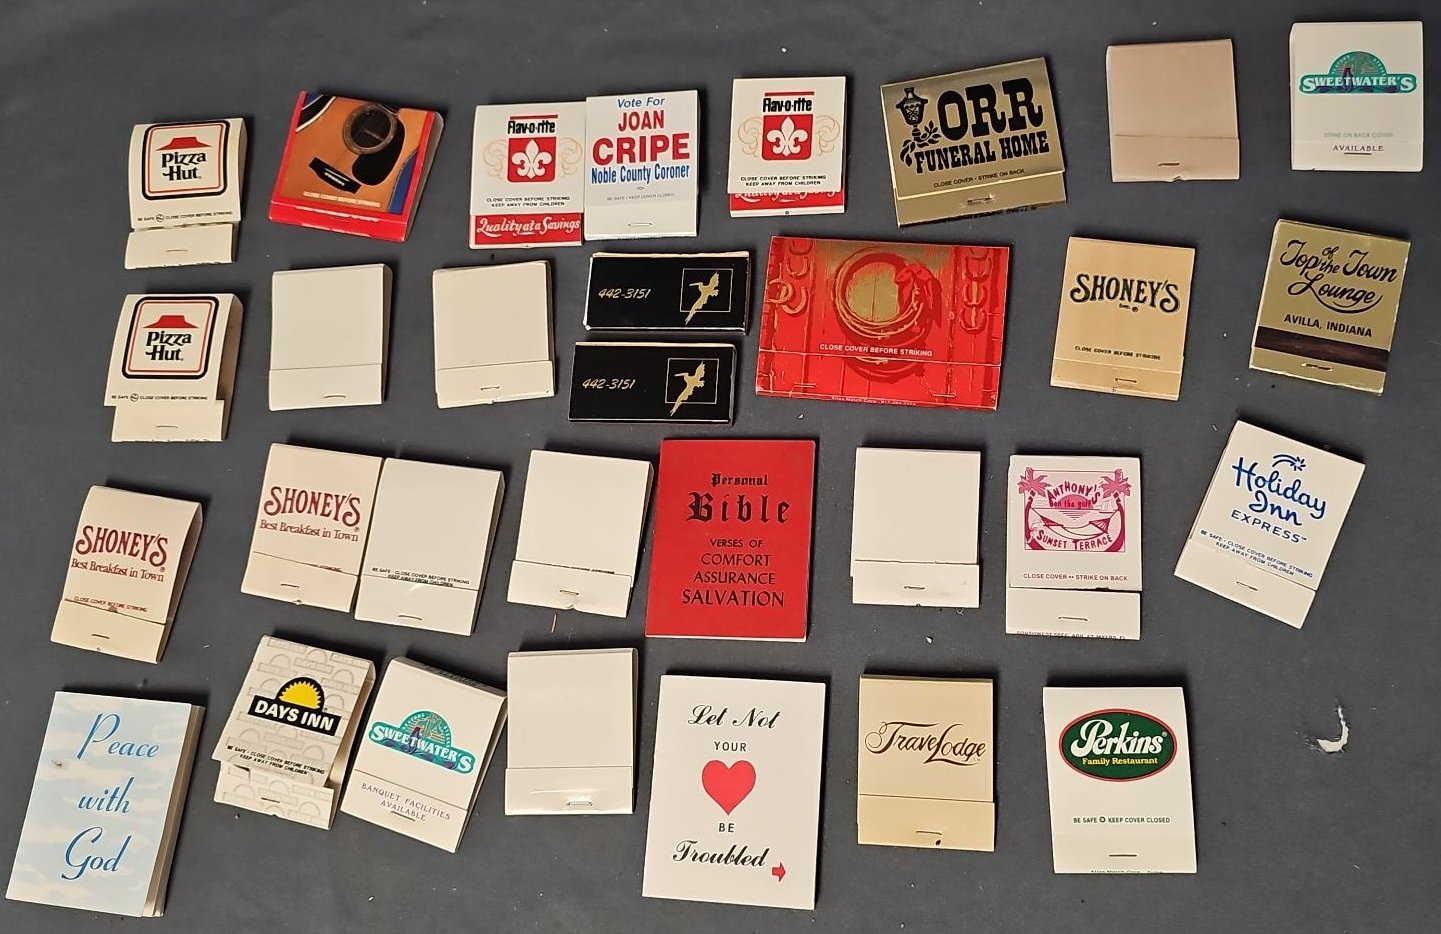 Pizza
Hut.
BE SAFE CLOSE COVER BEFORE STRIKING
CLOSE COVER BEFORE STRIKING
Flav-o-rite
CLOSE COVER BEFORE STRIKING
KEEP AWAY FROM CHILDREN
Quality at a Savings
Vote For
JOAN
CRIPE
Noble County Coroner
BE SAFE - KEEP COVER CLOSED
Flav-o-rite
CLOSE COVER BEFORE STRIKING
KEEP AWAY FROM CHILDREN
ORR
FUNERAL HOME
CLOSE COVER • STRIKE ON BACK
SWEETWATER'S
STRIKE ON BACK COVER
AVAILABLE
Pizza
Hut.
BE SAFE CLOSE COVER BEFORE STRIKING
442-3151
442-3151
CLOSE COVER BEFORE STRIKING
SHONEY'S
Inc. ®
CLOSE COVER BEFORE STRIKING
Top of the Town
Lounge
AVILLA, INDIANA
SHONEY'S®
Best Breakfast in Town
CLOSE COVER BEFORE STRIKING
SHONEY'S®
Best Breakfast in Town
BE SAFE - CLOSE COVER BEFORE STRIKING
KEEP AWAY FROM CHILDREN
Personal
Bible
VERSES OF
COMFORT
ASSURANCE
SALVATION
ANTHONY'S
on the gulf
SUNSET TERRACE
CLOSE COVER •• STRIKE ON BACK
Holiday
Inn
EXPRESS™
BE SAFE - CLOSE COVER BEFORE STRIKING
KEEP AWAY FROM CHILDREN
Peace
with
God
DAYS INN
BE SAFE - CLOSE COVER BEFORE STRIKING
KEEP AWAY FROM CHILDREN
SWEETWATER'S
BANQUET FACILITIES
AVAILABLE
Let Not
YOUR
BE
Troubled
TraveLodge
Perkins®
Family Restaurant
BE SAFE KEEP COVER CLOSED